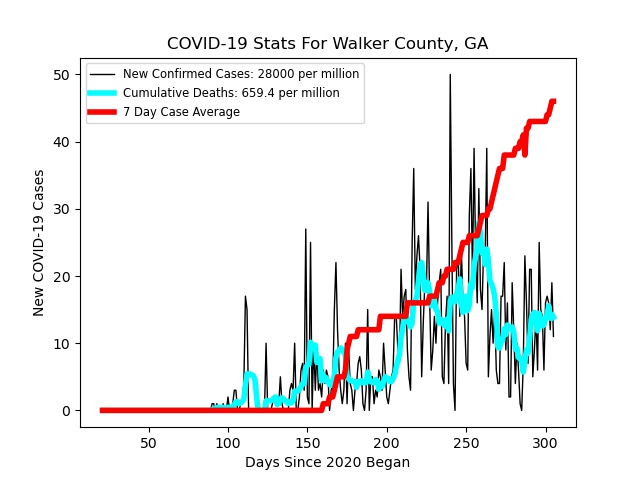 COVID-19 Stats For Walker County, GA
New Confirmed Cases: 28000 per million
Cumulative Deaths: 659.4 per million
7 Day Case Average
New COVID-19 Cases
50
40
30
20
10
0
50 100 150 200 250 300
Days Since 2020 Began